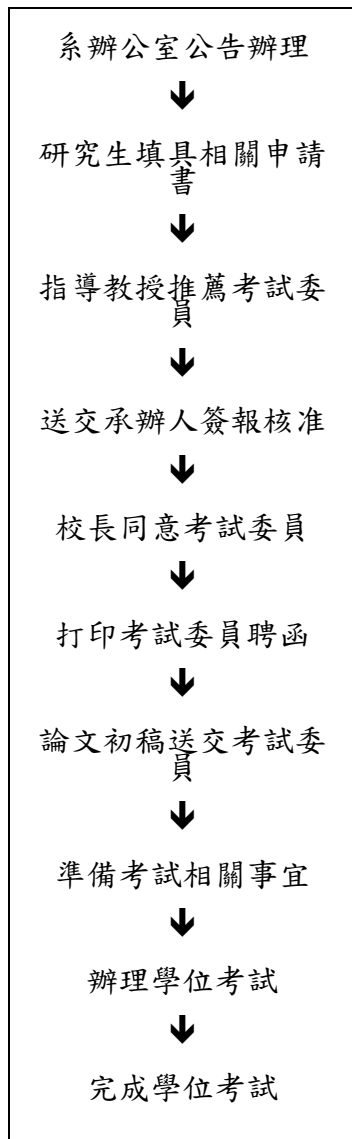 系辦公室公告辦理
研究生填具相關申請
書
指導教授推薦考試委
員
送交承辦人簽報核准
校長同意考試委員
打印考試委員聘函
論文初稿送交考試委
員
準備考試相關事宜
辦理學位考試
完成學位考試